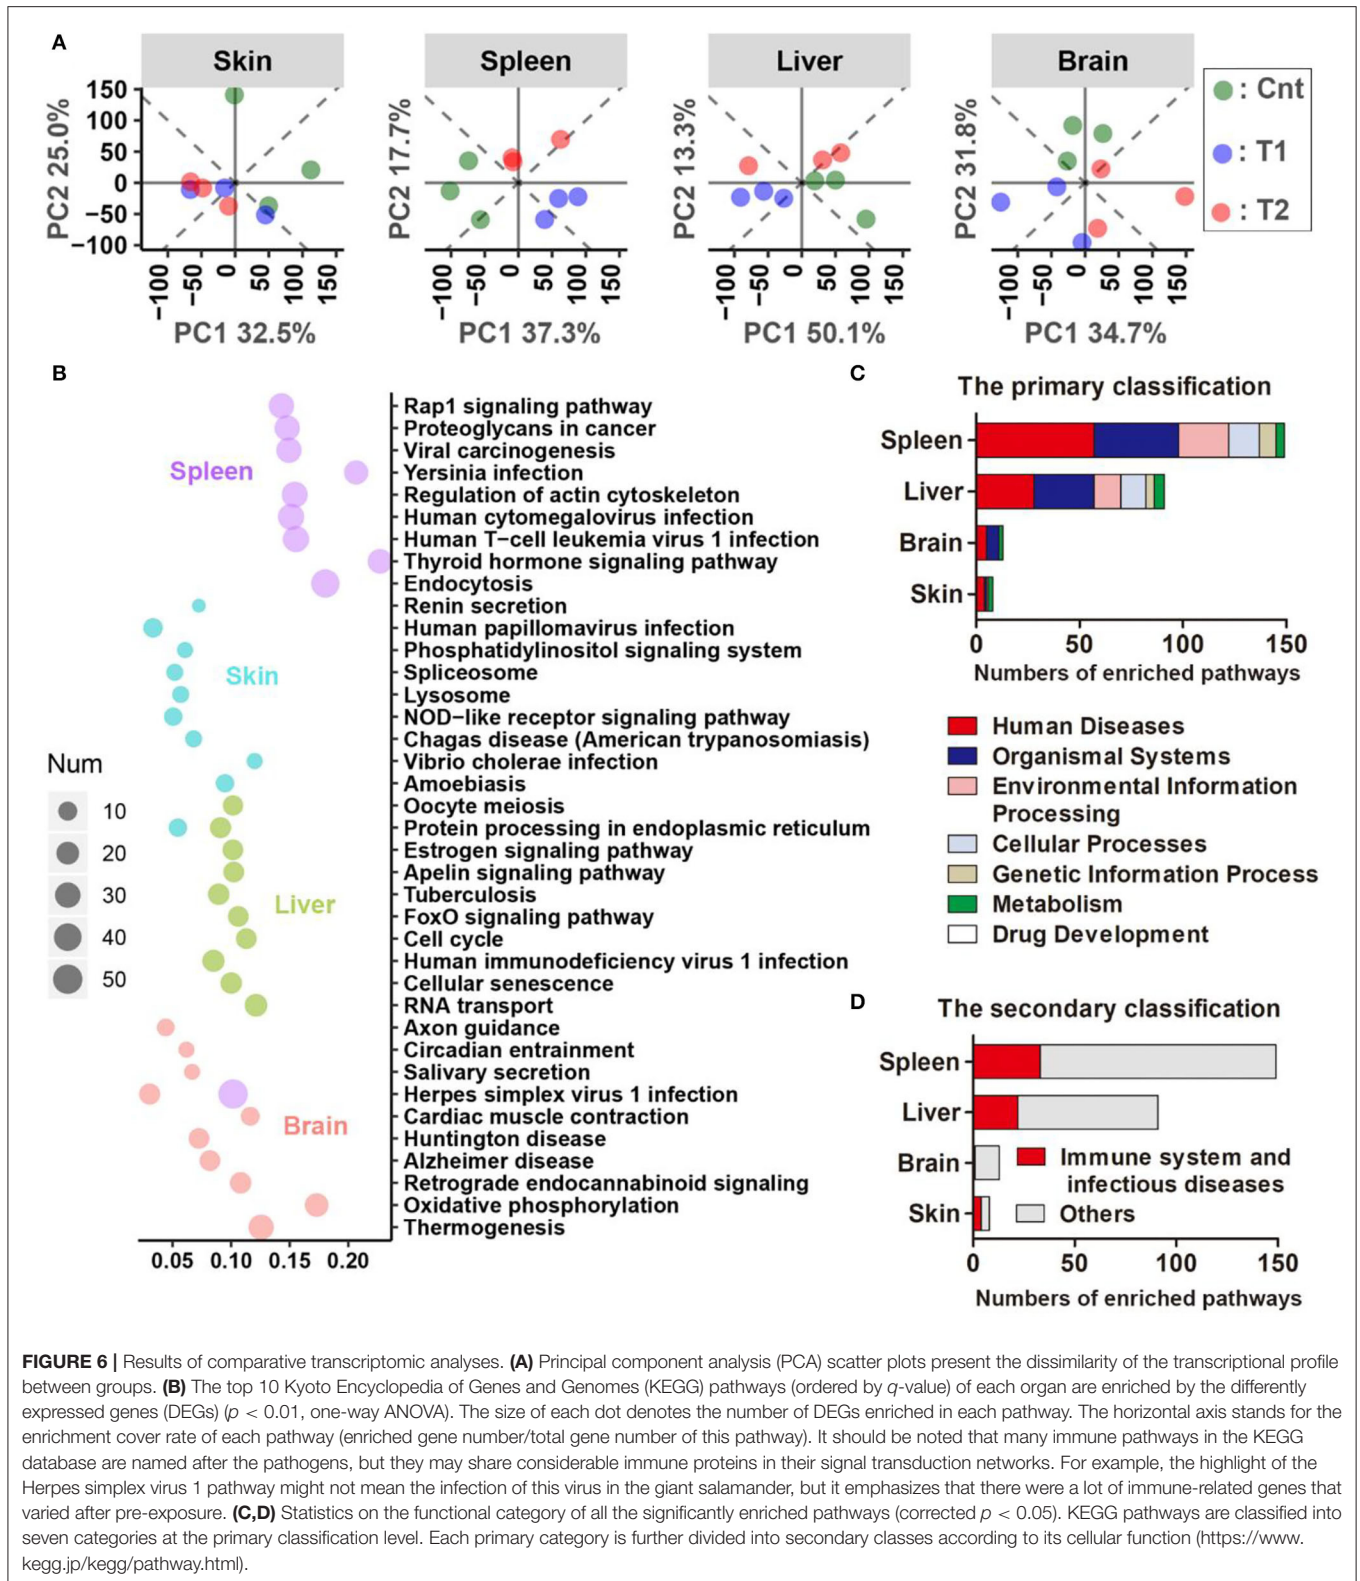 A
Skin
Spleen
Liver
Brain
: Cnt
: T1
: T2
PC2 25.0%
150
100
50
0
−50
−100
PC2 17.7%
PC2 13.3%
PC2 31.8%
−100
−50
0
50
100
150
−100
−50
0
50
100
150
−100
−50
0
50
100
150
−100
−50
0
50
100
150
PC1 32.5%
PC1 37.3%
PC1 50.1%
PC1 34.7%
B
Spleen
Skin
Liver
Brain
Num
10
20
30
40
50
Rap1 signaling pathway
Proteoglycans in cancer
Viral carcinogenesis
Yersinia infection
Regulation of actin cytoskeleton
Human cytomegalovirus infection
Human T−cell leukemia virus 1 infection
Thyroid hormone signaling pathway
Endocytosis
Renin secretion
Human papillomavirus infection
Phosphatidylinositol signaling system
Spliceosome
Lysosome
NOD−like receptor signaling pathway
Chagas disease (American trypanosomiasis)
Vibrio cholerae infection
Amoebiasis
Oocyte meiosis
Protein processing in endoplasmic reticulum
Estrogen signaling pathway
Apelin signaling pathway
Tuberculosis
FoxO signaling pathway
Cell cycle
Human immunodeficiency virus 1 infection
Cellular senescence
RNA transport
Axon guidance
Circadian entrainment
Salivary secretion
Herpes simplex virus 1 infection
Cardiac muscle contraction
Huntington disease
Alzheimer disease
Retrograde endocannabinoid signaling
Oxidative phosphorylation
Thermogenesis
0.05 0.10 0.15 0.20
C
The primary classification
Spleen
Liver
Brain
Skin
0 50 100 150
Numbers of enriched pathways
Human Diseases
Organismal Systems
Environmental Information
Processing
Cellular Processes
Genetic Information Process
Metabolism
Drug Development
D
The secondary classification
Spleen
Liver
Brain
Skin
Immune system and
infectious diseases
Others
0 50 100 150
Numbers of enriched pathways
FIGURE 6 | Results of comparative transcriptomic analyses. (A) Principal component analysis (PCA) scatter plots present the dissimilarity of the transcriptional profile
between groups. (B) The top 10 Kyoto Encyclopedia of Genes and Genomes (KEGG) pathways (ordered by q-value) of each organ are enriched by the differently
expressed genes (DEGs) (p < 0.01, one-way ANOVA). The size of each dot denotes the number of DEGs enriched in each pathway. The horizontal axis stands for the
enrichment cover rate of each pathway (enriched gene number/total gene number of this pathway). It should be noted that many immune pathways in the KEGG
database are named after the pathogens, but they may share considerable immune proteins in their signal transduction networks. For example, the highlight of the
Herpes simplex virus 1 pathway might not mean the infection of this virus in the giant salamander, but it emphasizes that there were a lot of immune-related genes that
varied after pre-exposure. (C,D) Statistics on the functional category of all the significantly enriched pathways (corrected p < 0.05). KEGG pathways are classified into
seven categories at the primary classification level. Each primary category is further divided into secondary classes according to its cellular function (https://www.
kegg.jp/kegg/pathway.html).